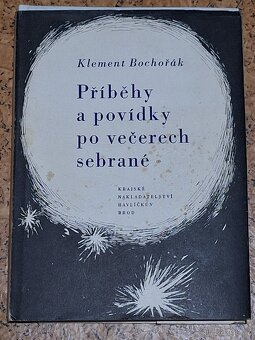 Klement Bochořák
Příběhy
a povídky
po večerech
sebrané
KRAJSKÉ
NAKLADATELSTVÍ
HAVLÍČKŮV
BROD